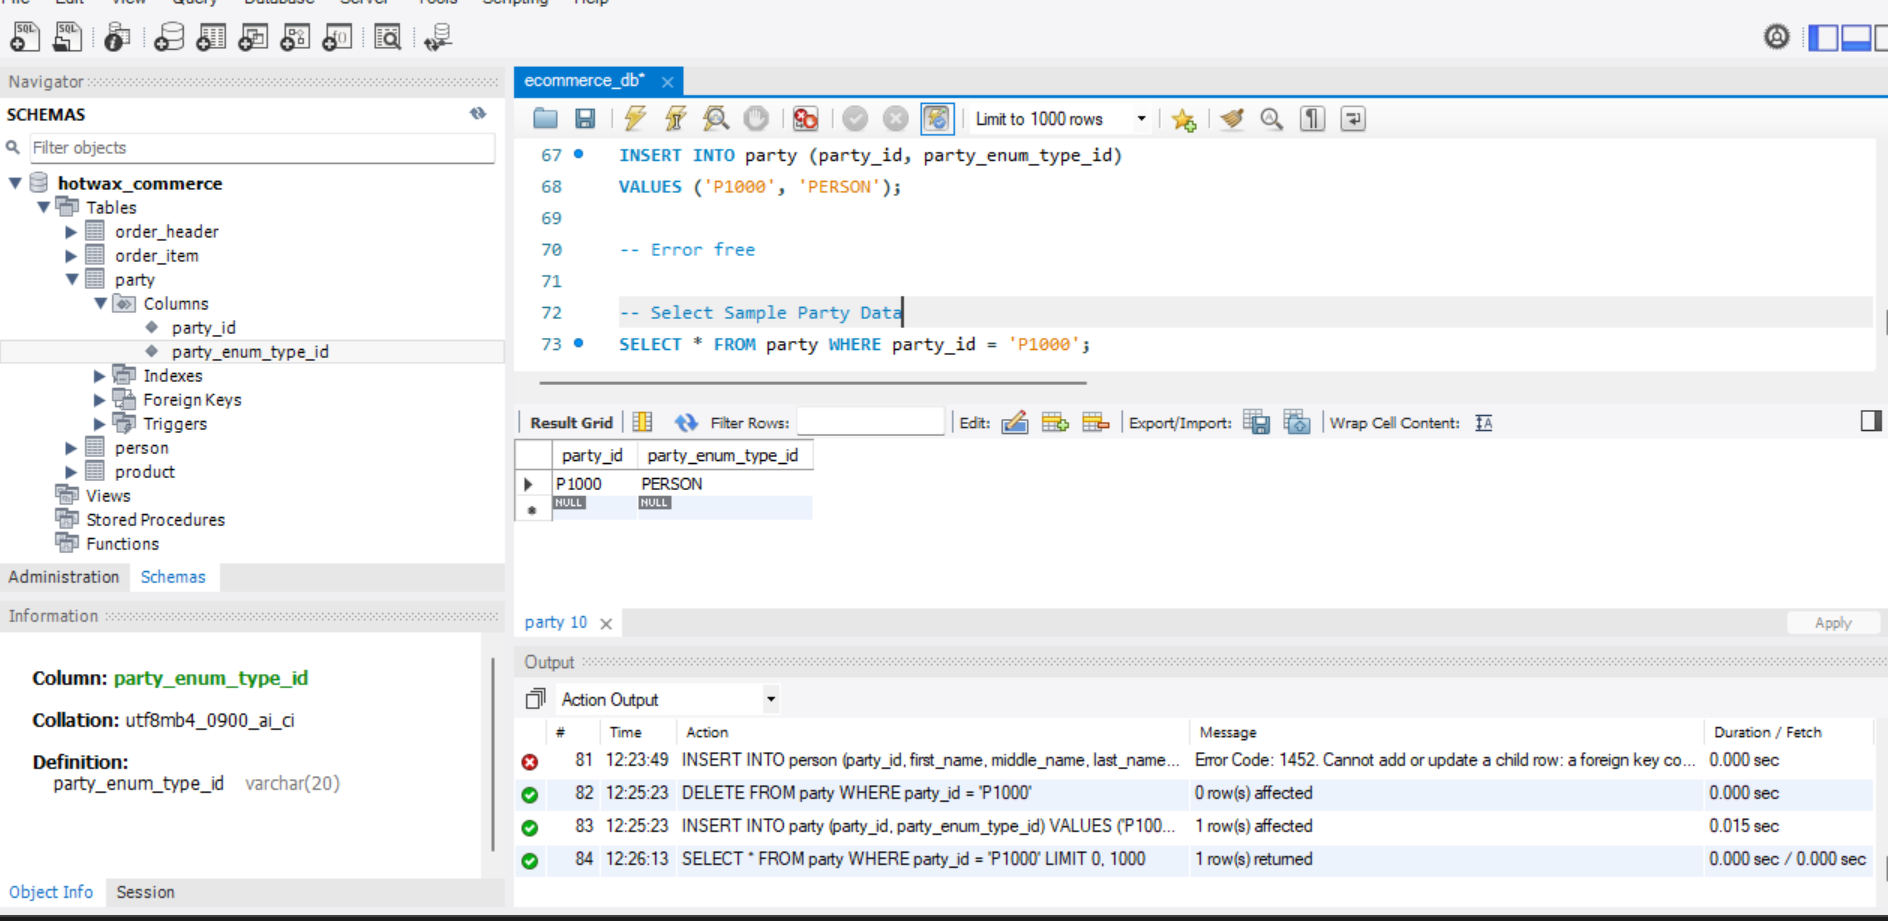 File Edit View Query Database Server Tools Scripting Help
Navigator
SCHEMAS
Filter objects
hotwax_commerce
Tables
order_header
order_item
party
Columns
party_id
party_enum_type_id
Indexes
Foreign Keys
Triggers
person
product
Views
Stored Procedures
Functions
Administration Schemas
Information
Column: party_enum_type_id
Collation: utf8mb4_0900_ai_ci
Definition:
party_enum_type_id varchar(20)
Object Info Session
ecommerce_db*
Limit to 1000 rows
67 INSERT INTO party (party_id, party_enum_type_id)
68 VALUES ('P1000', 'PERSON');
69
70 -- Error free
71
72 -- Select Sample Party Data
73 SELECT * FROM party WHERE party_id = 'P1000';
Result Grid Filter Rows: Edit: Export/Import: Wrap Cell Content:
party_id party_enum_type_id
P1000 PERSON
NULL NULL
party 10 Apply
Output
Action Output
# Time Action Message Duration / Fetch
81 12:23:49 INSERT INTO person (party_id, first_name, middle_name, last_name... Error Code: 1452. Cannot add or update a child row: a foreign key co... 0.000 sec
82 12:25:23 DELETE FROM party WHERE party_id = 'P1000' 0 row(s) affected 0.000 sec
83 12:25:23 INSERT INTO party (party_id, party_enum_type_id) VALUES ('P100... 1 row(s) affected 0.015 sec
84 12:26:13 SELECT * FROM party WHERE party_id = 'P1000' LIMIT 0, 1000 1 row(s) returned 0.000 sec / 0.000 sec